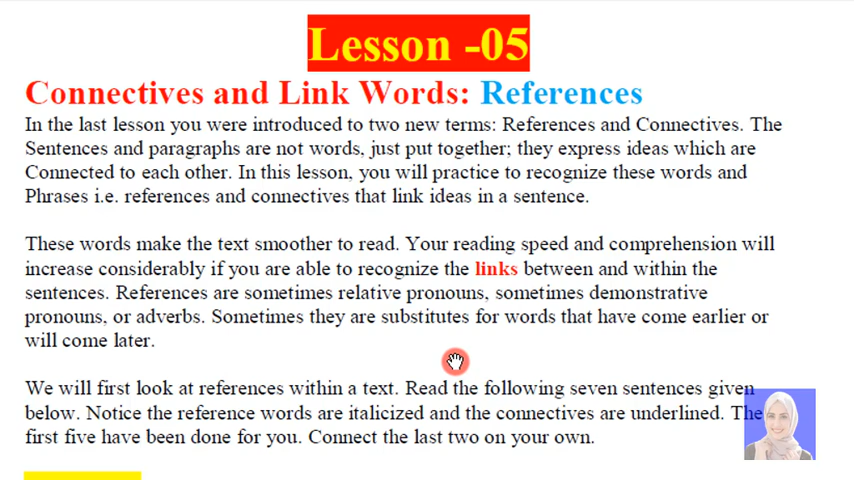 Lesson -05
Connectives and Link Words: References
In the last lesson you were introduced to two new terms: References and Connectives. The
Sentences and paragraphs are not words, just put together; they express ideas which are
Connected to each other. In this lesson, you will practice to recognize these words and
Phrases i.e. references and connectives that link ideas in a sentence.
These words make the text smoother to read. Your reading speed and comprehension will
increase considerably if you are able to recognize the links between and within the
sentences. References are sometimes relative pronouns, sometimes demonstrative
pronouns, or adverbs. Sometimes they are substitutes for words that have come earlier or
will come later.
We will first look at references within a text. Read the following seven sentences given
below. Notice the reference words are italicized and the connectives are underlined. The
first five have been done for you. Connect the last two on your own.